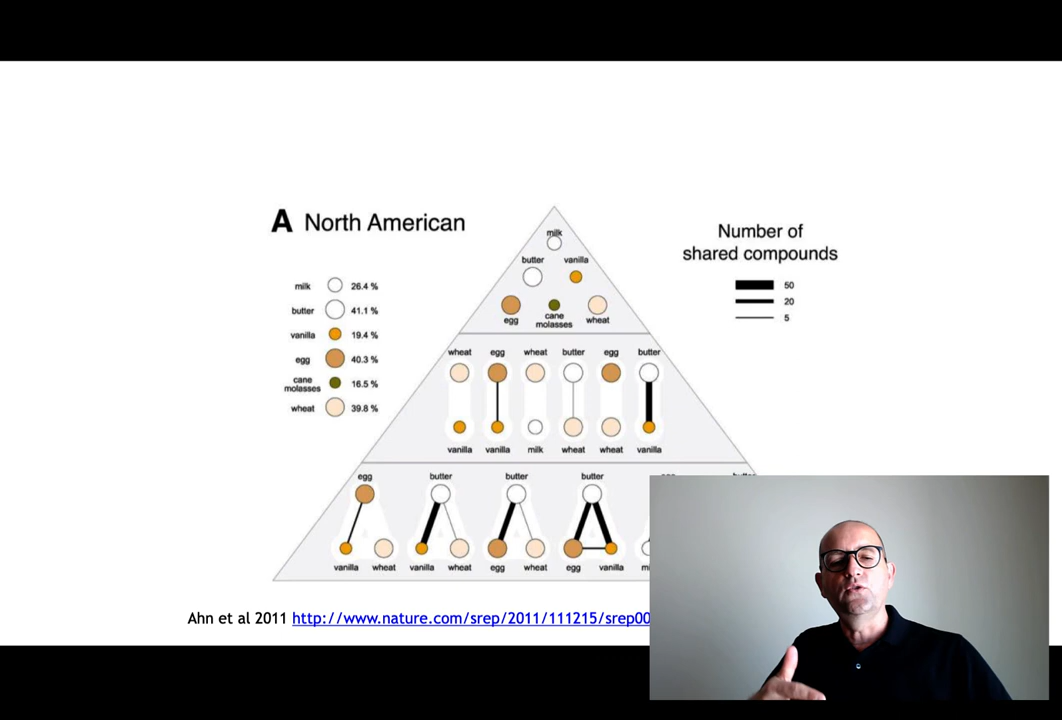 A North American
milk 26.4 %
butter 41.1 %
vanilla 19.4 %
egg 40.3 %
cane
molasses 16.5 %
wheat 39.8 %
milk
butter vanilla
egg cane
molasses wheat
Number of
shared compounds
50
20
5
wheat egg wheat butter egg butter
vanilla vanilla milk wheat wheat vanilla
egg butter butter butter
vanilla wheat vanilla wheat egg wheat egg vanilla
Ahn et al 2011 http://www.nature.com/srep/2011/111215/srep00